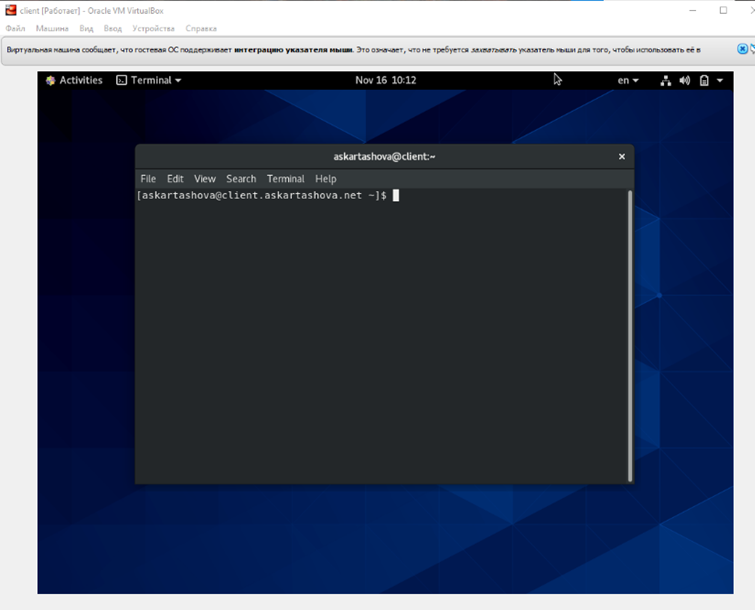 client [Работает] - Oracle VM VirtualBox
Файл Машина Вид Ввод Устройства Справка
Виртуальная машина сообщает, что гостевая ОС поддерживает интеграцию указателя мыши. Это означает, что не требуется захватывать указатель мыши для того, чтобы использовать её в
Activities Terminal Nov 16 10:12 en
askartashova@client:~
File Edit View Search Terminal Help
[askartashova@client.askartashova.net ~]$